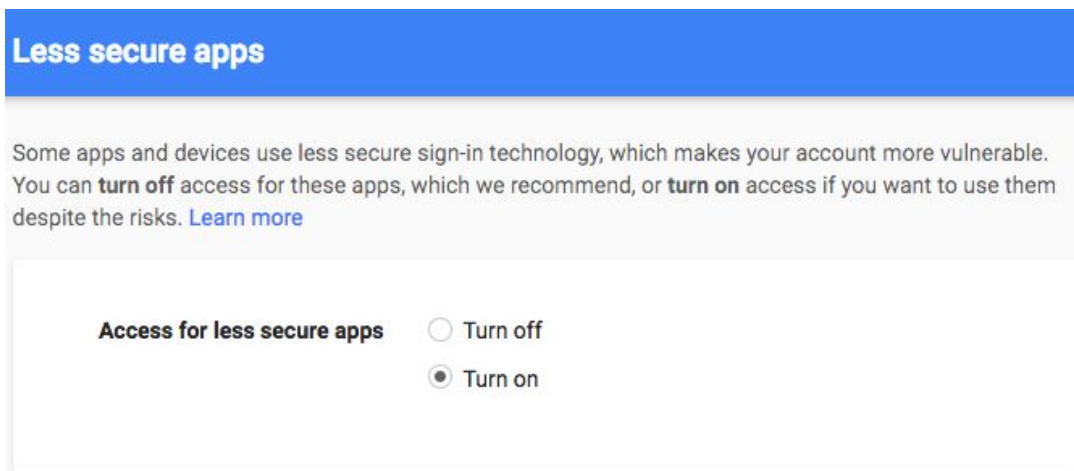 Less secure apps
Some apps and devices use less secure sign-in technology, which makes your account more vulnerable.
You can turn off access for these apps, which we recommend, or turn on access if you want to use them
despite the risks. Learn more
Access for less secure apps Turn off
Turn on